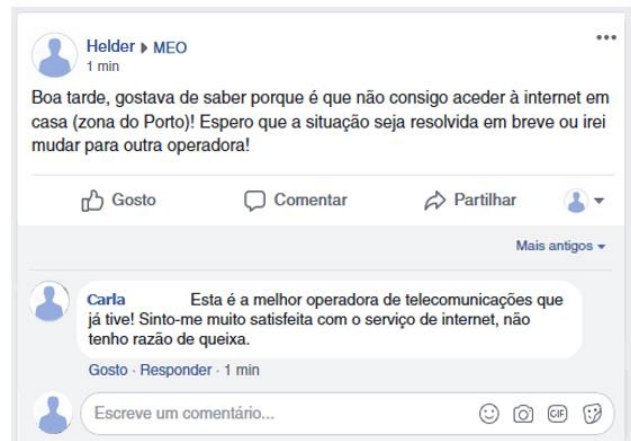 Helder ▸ MEO
1 min
Boa tarde, gostava de saber porque é que não consigo aceder à internet em
casa (zona do Porto)! Espero que a situação seja resolvida em breve ou irei
mudar para outra operadora!
Gosto Comentar Partilhar
Mais antigos
Carla Esta é a melhor operadora de telecomunicações que
já tive! Sinto-me muito satisfeita com o serviço de internet, não
tenho razão de queixa.
Gosto · Responder · 1 min
Escreve um comentário... GIF